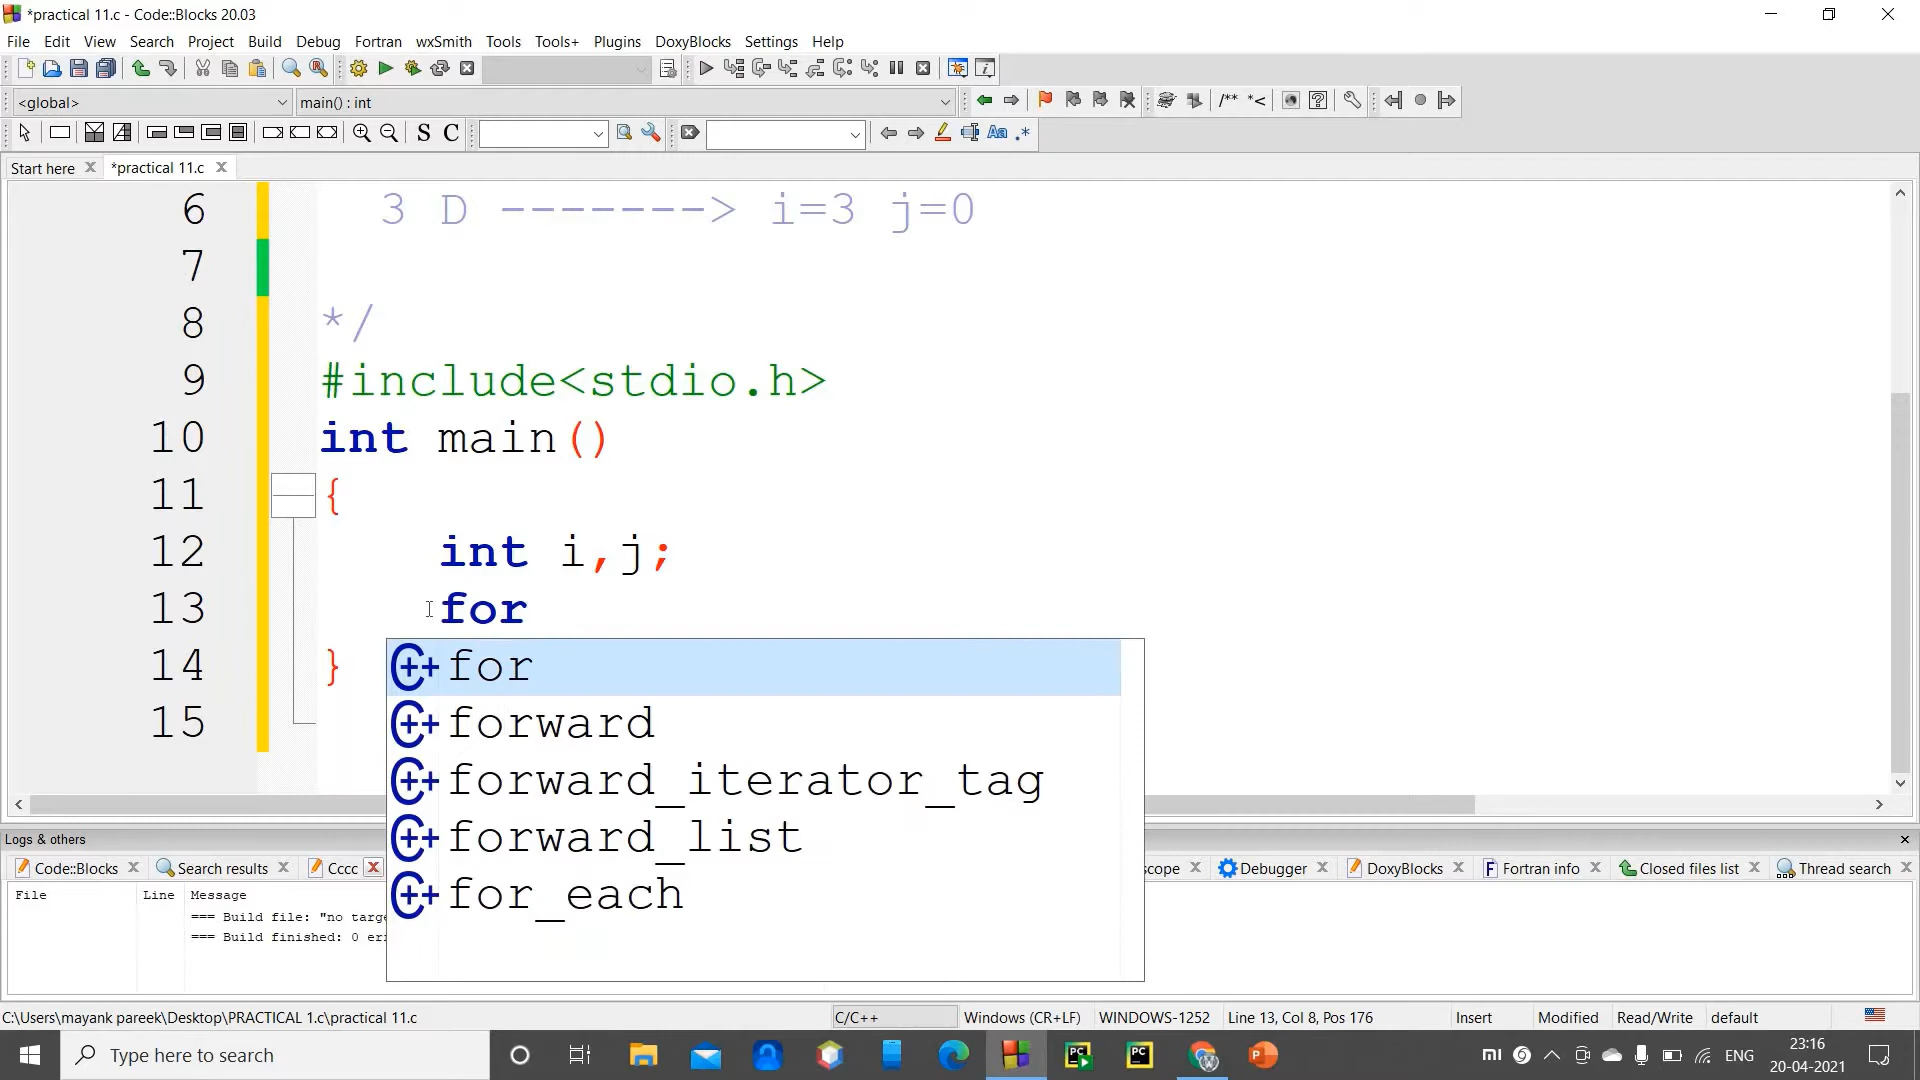 *practical 11.c - Code::Blocks 20.03
File Edit View Search Project Build Debug Fortran wxSmith Tools Tools+ Plugins DoxyBlocks Settings Help
<global> main() : int
/** *<
S C Aa .*
Start here *practical 11.c
6 3 D -------> i=3 j=0
7
8 */
9 #include<stdio.h>
10 int main()
11 {
12 int i,j;
13 for
14 }
15
for
forward
forward_iterator_tag
forward_list
for_each
Logs & others
Code::Blocks Search results Cccc scope Debugger DoxyBlocks Fortran info Closed files list Thread search
File Line Message
=== Build file: "no targe
=== Build finished: 0 er
C:\Users\mayank pareek\Desktop\PRACTICAL 1.c\practical 11.c C/C++ Windows (CR+LF) WINDOWS-1252 Line 13, Col 8, Pos 176 Insert Modified Read/Write default
Type here to search PC PC ENG 23:16
20-04-2021